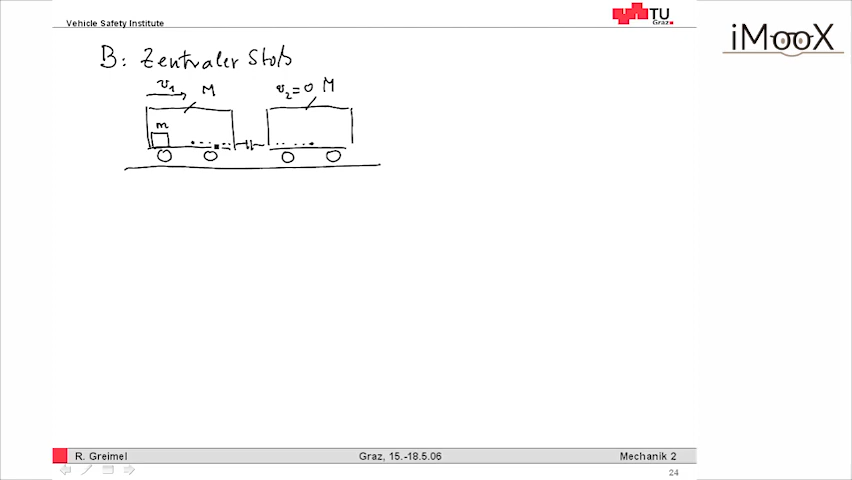 Vehicle Safety Institute
TU
Graz
iMooX
B: Zentraler Stoß
v₁ M v₂=0 M
m
R. Greimel Graz, 15.-18.5.06 Mechanik 2
24